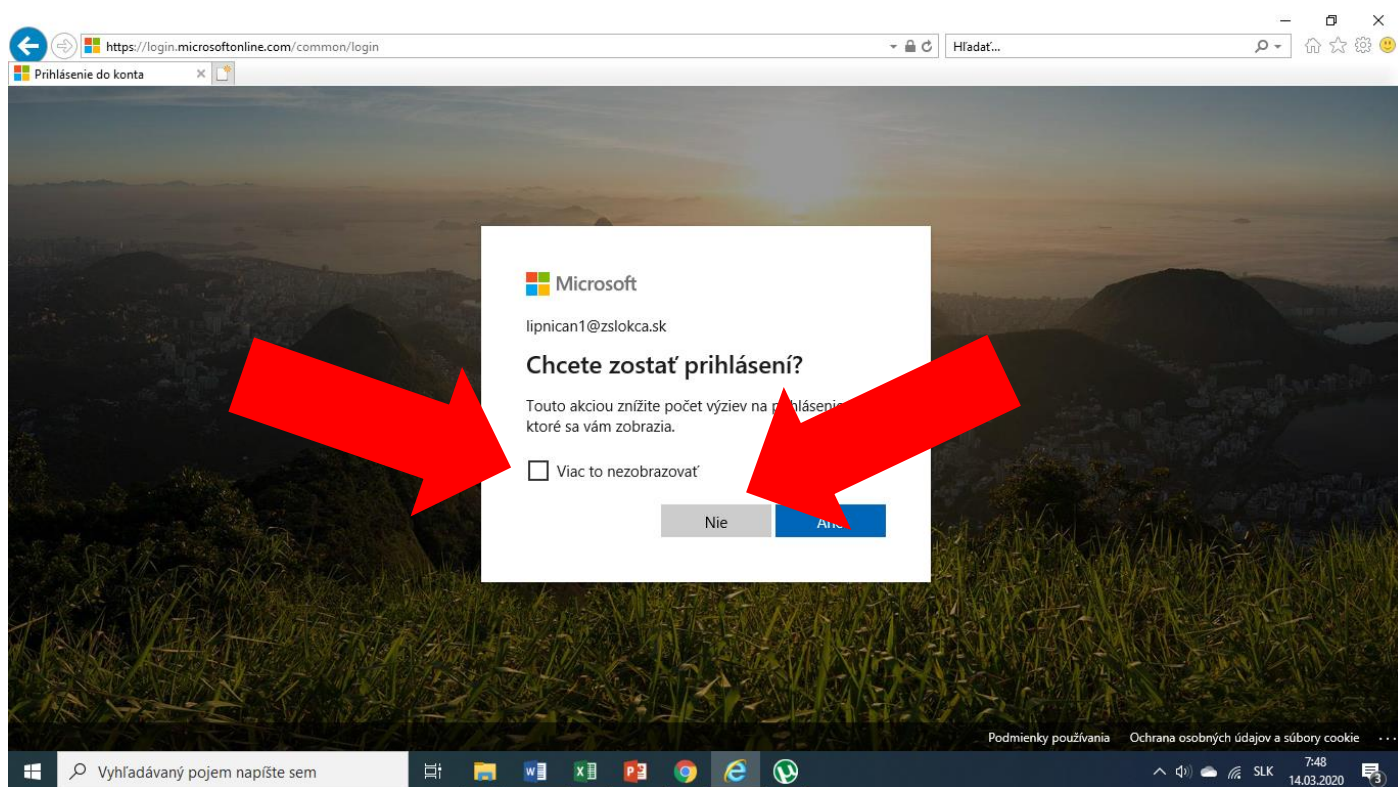 https://login.microsoftonline.com/common/login
Hľadať...
Prihlásenie do konta
Microsoft
lipnican1@zslokca.sk
Chcete zostať prihlásení?
Touto akciou znížite počet výziev na
ktoré sa vám zobrazia.
Viac to nezobrazovať
Nie
Podmienky používania Ochrana osobných údajov a súbory cookie ...
Vyhľadávaný pojem napíšte sem
SLK
7:48
14.03.2020
3